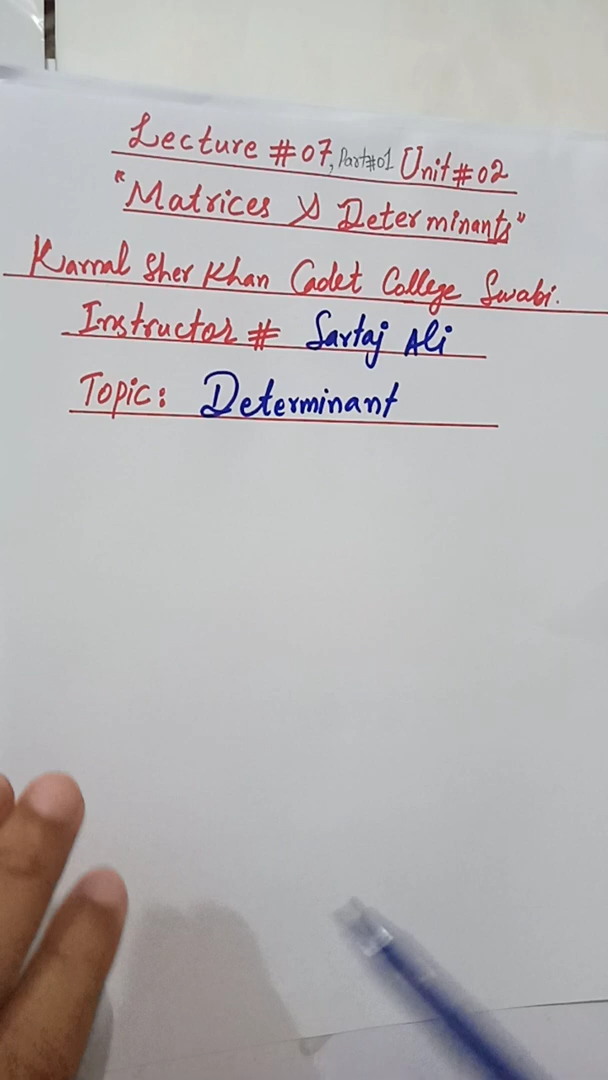 Lecture #07, Part#01 Unit#02
"Matrices & Determinants"
Karnal Sher Khan Cadet College Swabi.
Instructor # Sartaj Ali
Topic: Determinant